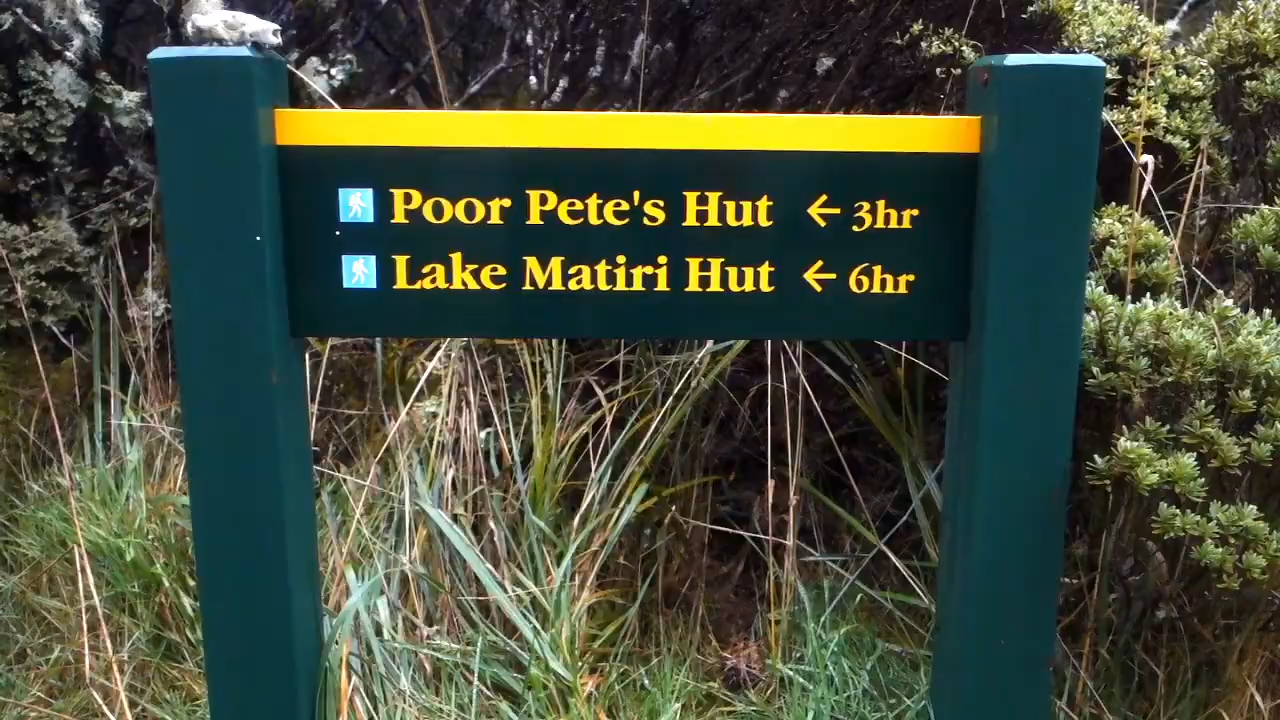 Poor Pete's Hut ← 3hr
Lake Matiri Hut ← 6hr